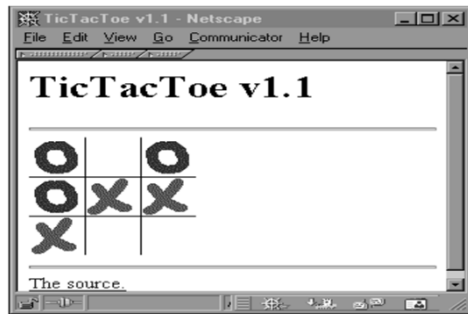 TicTacToe v1.1 - Netscape
File Edit View Go Communicator Help
TicTacToe v1.1
O O
O X X
X
The source.